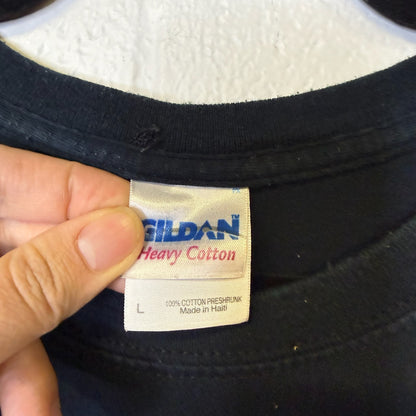 GILDAN
Heavy Cotton
100% COTTON PRESHRUNK
L
Made in Haiti